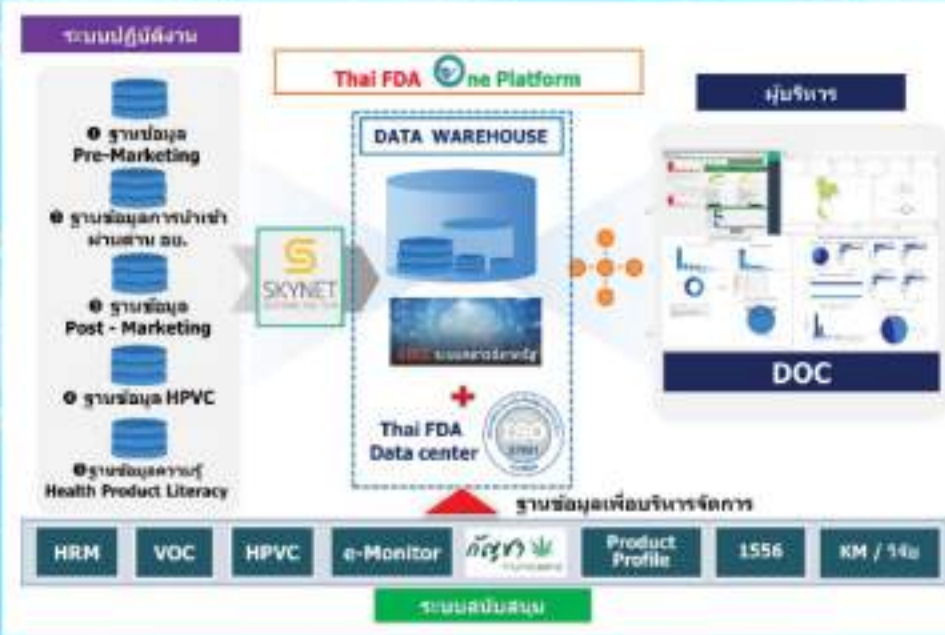 ระบบปฏิบัติงาน
Thai FDA One Platform
ผู้บริหาร
❶ ฐานข้อมูล
Pre-Marketing
ฐานข้อมูลการนำเข้า
ผ่านด่าน อย.
ฐานข้อมูล
Post - Marketing
ฐานข้อมูล HPVC
ฐานข้อมูลความรู้
Health Product Literacy
SKYNET
DATA WAREHOUSE
Thai FDA
Data center
DOC
ฐานข้อมูลเพื่อบริหารจัดการ
HRM
VOC
HPVC
e-Monitor
กัญชา
Product
Profile
1556
KM / วิจัย
ระบบสนับสนุน